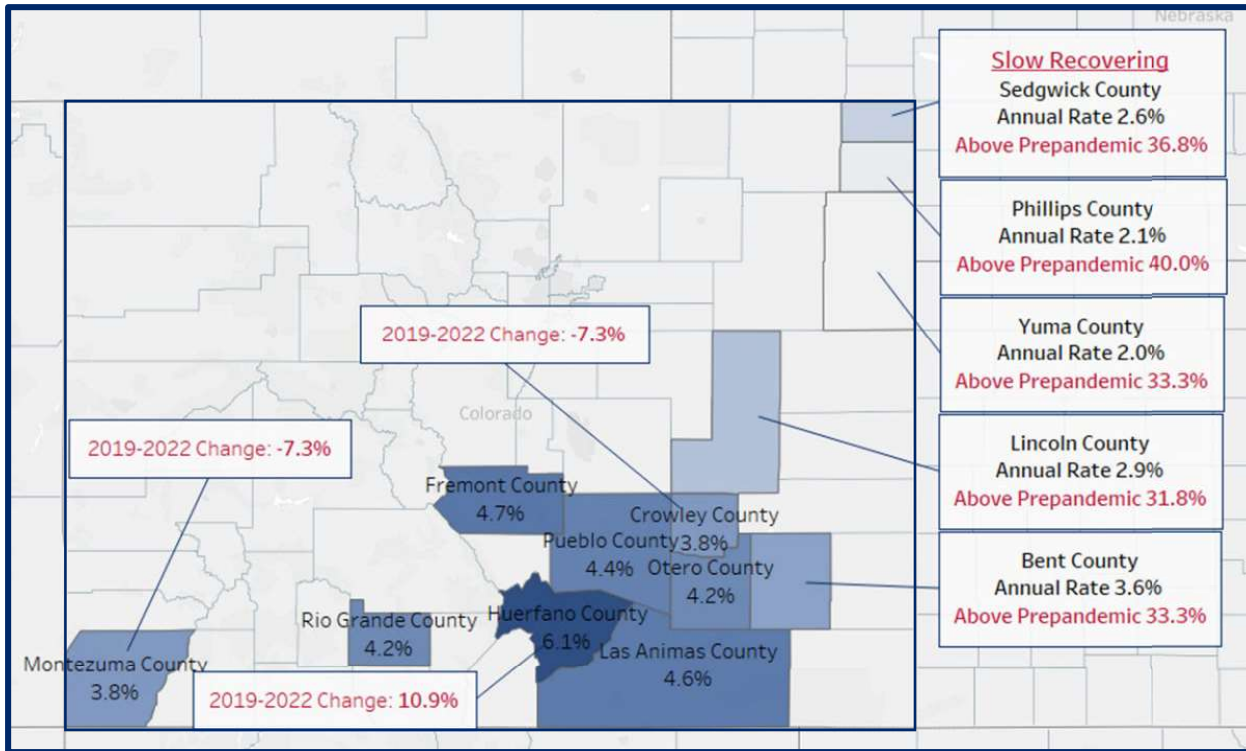 Nebraska
Slow Recovering
Sedgwick County
Annual Rate 2.6%
Above Prepandemic 36.8%
Phillips County
Annual Rate 2.1%
Above Prepandemic 40.0%
Yuma County
Annual Rate 2.0%
Above Prepandemic 33.3%
Lincoln County
Annual Rate 2.9%
Above Prepandemic 31.8%
Bent County
Annual Rate 3.6%
Above Prepandemic 33.3%
2019-2022 Change: -7.3%
Colorado
2019-2022 Change: -7.3%
Fremont County
4.7%
Crowley County
3.8%
Pueblo County
4.4%
Otero County
4.2%
Rio Grande County
4.2%
Huerfano County
6.1%
Las Animas County
4.6%
Montezuma County
3.8%
2019-2022 Change: 10.9%